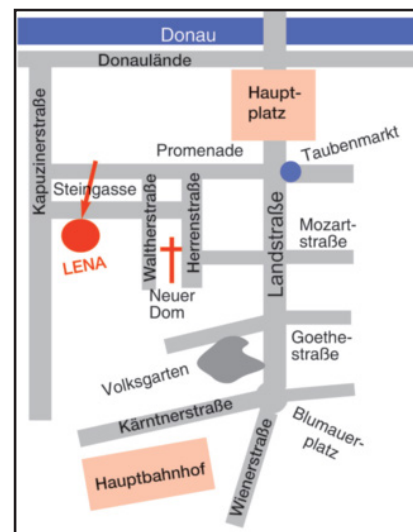 Donau
Donaulände
Haupt-
platz
Kapuzinerstraße
Promenade
Taubenmarkt
Steingasse
Waltherstraße
Herrenstraße
Landstraße
Mozart-
straße
LENA
Neuer
Dom
Goethe-
straße
Volksgarten
Kärntnerstraße
Blumauer-
platz
Hauptbahnhof
Wienerstraße